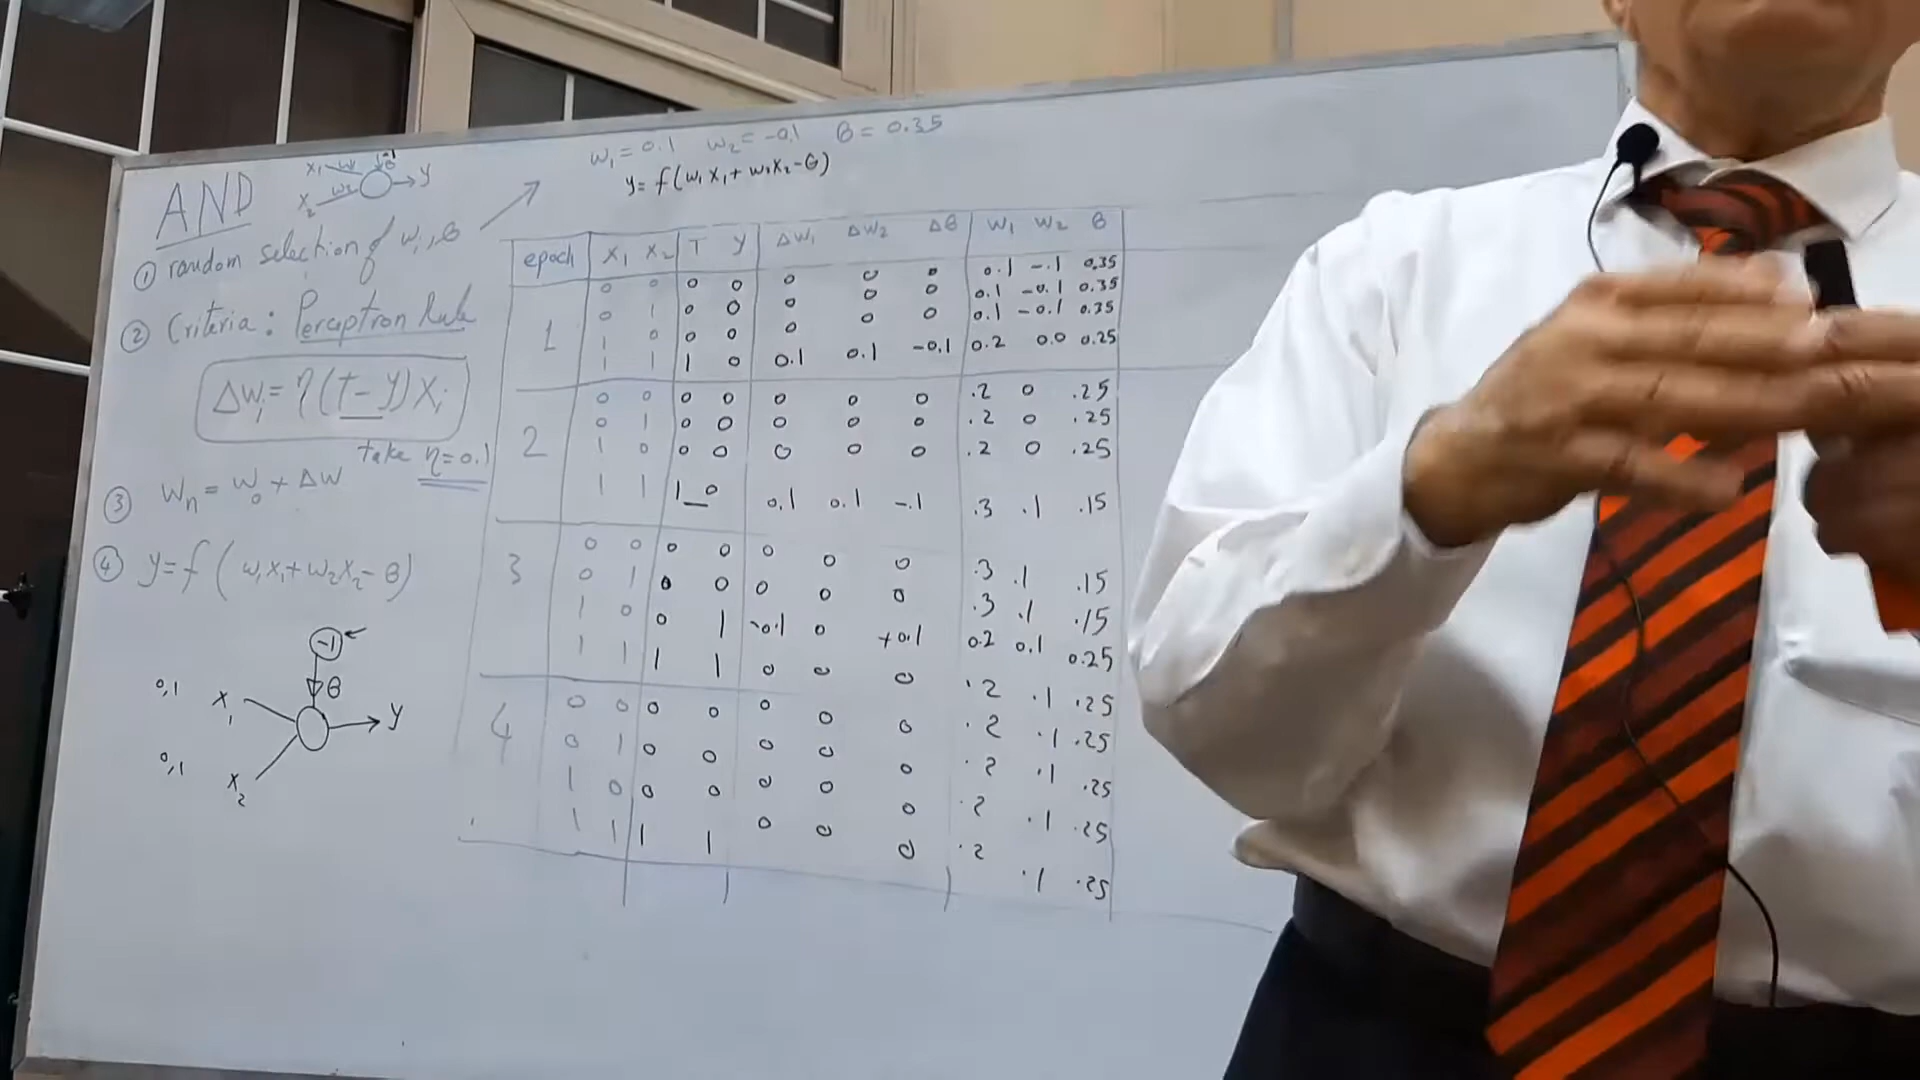 AND
x₁ w₁ -1 θ y
x₂ w₂
① random selection of wᵢ, θ
② Criteria: Perceptron Rule
Δwᵢ = η(T-y)xᵢ
take η=0.1
③ wₙ = w₀ + Δw
④ y=f(w₁x₁+w₂x₂-θ)
-1
θ
0,1 x₁ y
0,1 x₂
w₁=0.1 w₂=-0.1 θ=0.35
y=f(w₁x₁+w₂x₂-θ)
epoch x₁ x₂ T y Δw₁ Δw₂ Δθ w₁ w₂ θ
0 0 0 0 0 0 0 0.1 -.1 0.35
0 1 0 0 0 0 0 0.1 -0.1 0.35
1 1 0 0 0 0 0 0 0.1 -0.1 0.35
1 1 1 0 0.1 0.1 -0.1 0.2 0.0 0.25
0 0 0 0 0 0 0 .2 0 .25
0 1 0 0 0 0 0 .2 0 .25
2 1 0 0 0 0 0 0 .2 0 .25
1 1 1 0 0.1 0.1 -.1 .3 .1 .15
3 0 0 0 0 0 0 0 .3 .1 .15
0 1 0 0 0 0 0 .3 .1 .15
1 0 0 1 -0.1 0 +0.1 0.2 0.1 0.25
1 1 1 1 0 0 0 .2 .1 .25
4 0 0 0 0 0 0 0 .2 .1 .25
0 1 0 0 0 0 0 .2 .1 .25
1 0 0 0 0 0 0 .2 .1 .25
1 1 1 1 0 0 0 .2 .1 .25